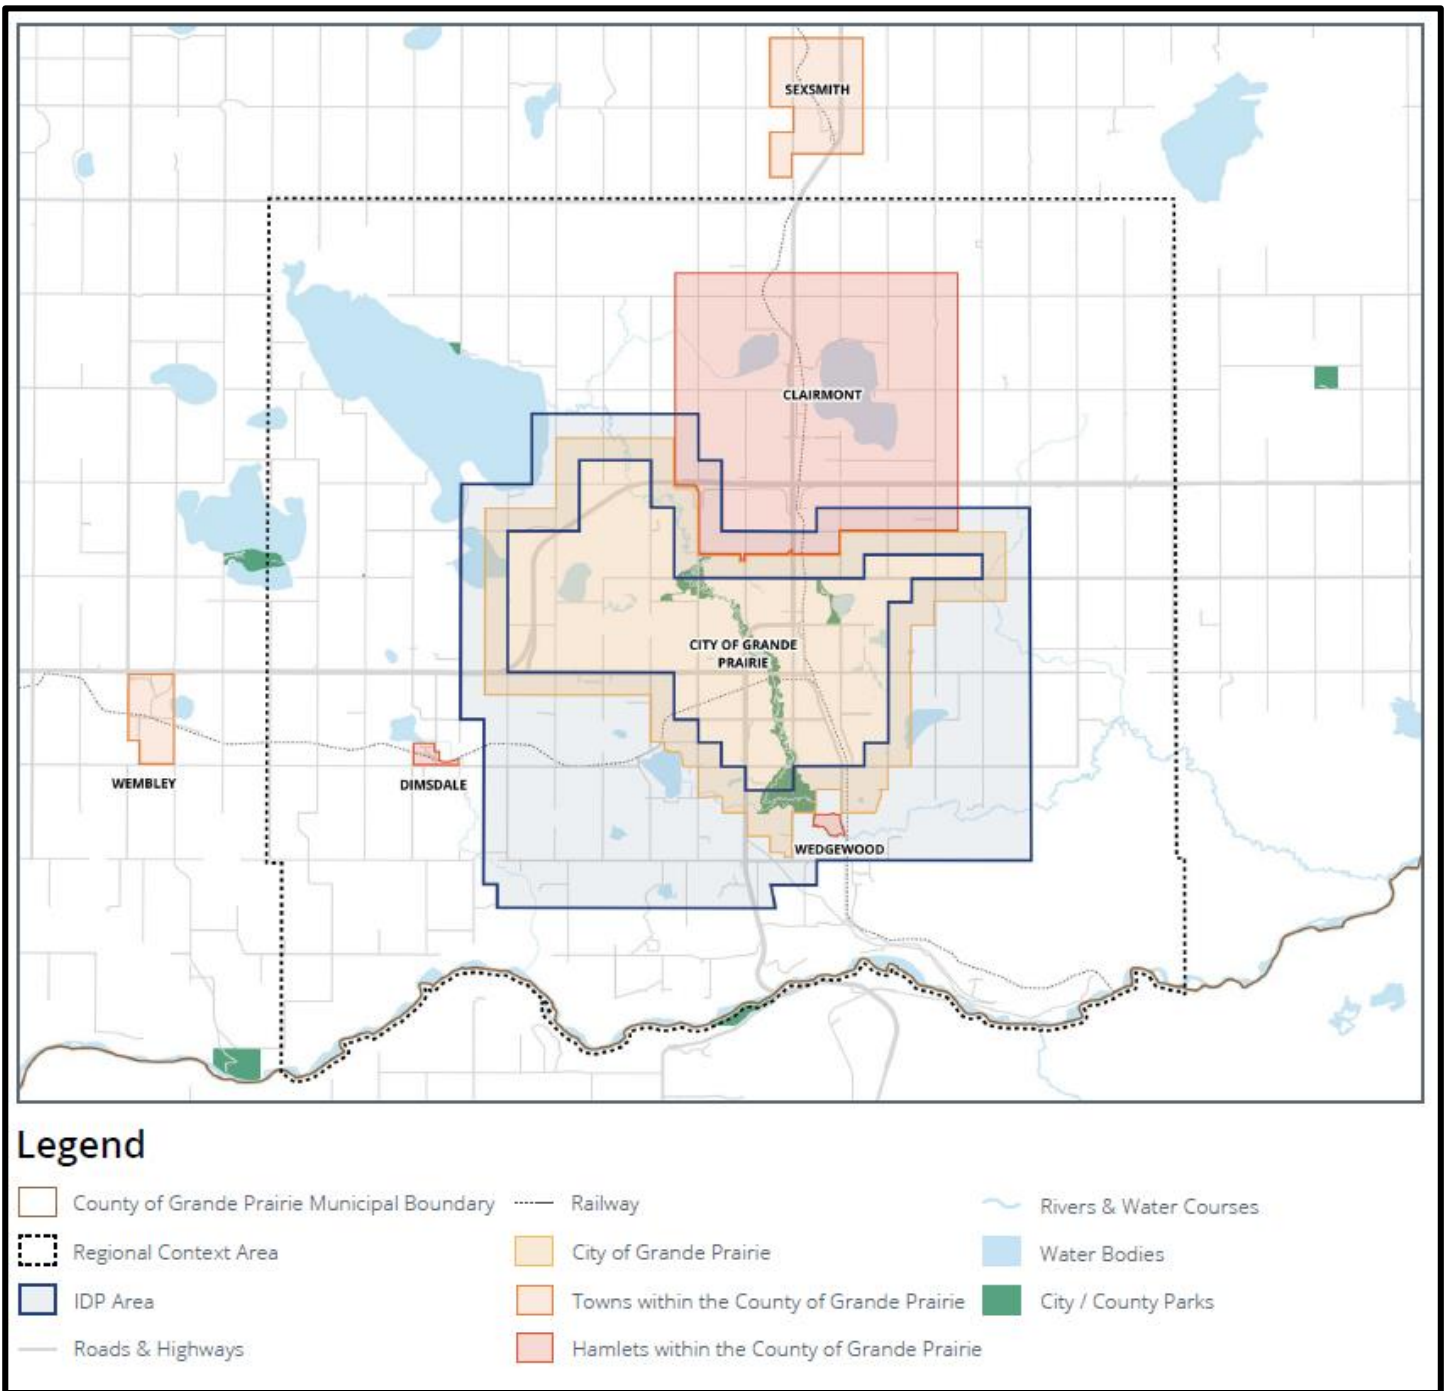 SEXSMITH
CLAIRMONT
CITY OF GRANDE
PRAIRIE
WEMBLEY
DIMSDALE
WEDGEWOOD
Legend
County of Grande Prairie Municipal Boundary
Regional Context Area
IDP Area
Roads & Highways
Railway
City of Grande Prairie
Towns within the County of Grande Prairie
Hamlets within the County of Grande Prairie
Rivers & Water Courses
Water Bodies
City / County Parks